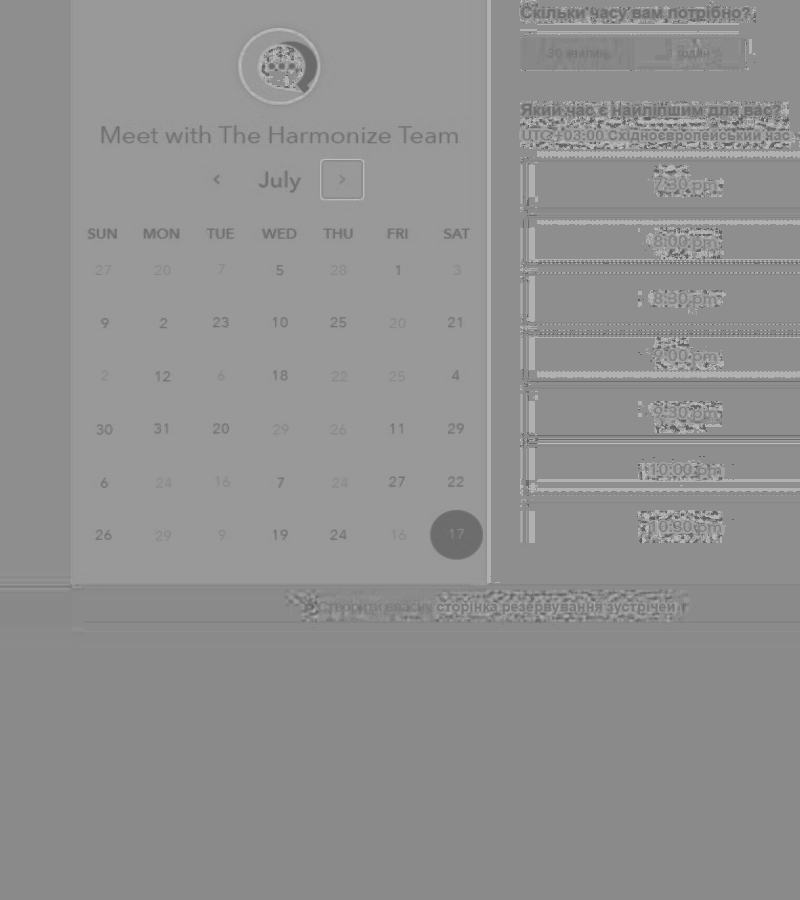 Meet with The Harmonize Team
July
SUN MON TUE WED THU FRI SAT
27 20 7 5 28 1 3
9 2 23 10 25 20 21
2 12 6 18 22 25 4
30 31 20 29 26 11 29
6 24 16 7 24 27 22
26 29 9 19 24 16 17
Скільки часу вам потрібно?
30 хвилин годин
Який час є найліпшим для вас?
UTC +03:00 Східноєвропейський час
7:30 pm
8:00 pm
8:30 pm
9:00 pm
9:30 pm
10:00 pm
10:30 pm
Створити власну сторінка резервування зустрічей